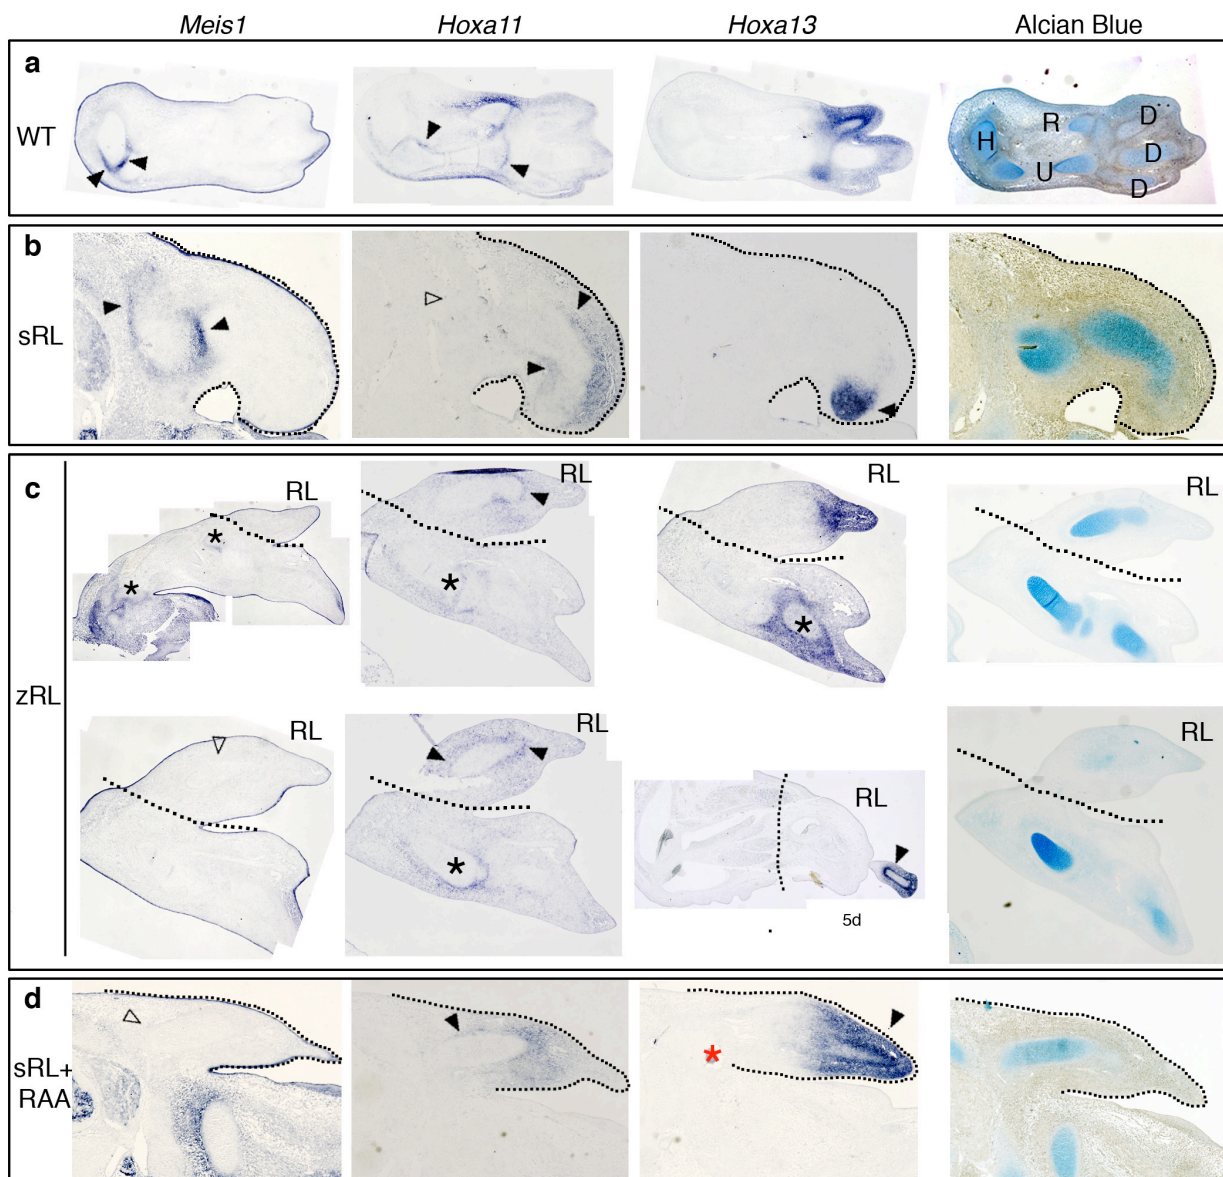 Meis1 Hoxa11 Hoxa13 Alcian Blue
a
WT
H R U D D D
b
sRL
c
RL RL RL RL
* * * *
zRL
RL RL RL RL
*
5d
d
sRL+
RAA
*